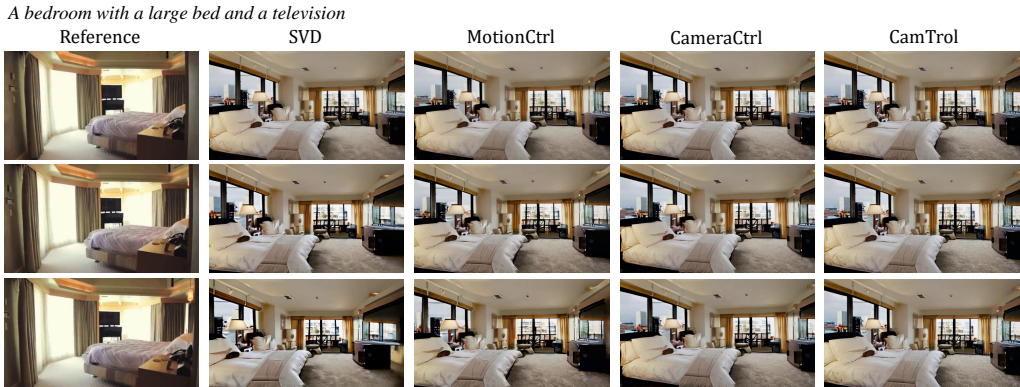 A bedroom with a large bed and a television
Reference SVD MotionCtrl CameraCtrl CamTrol